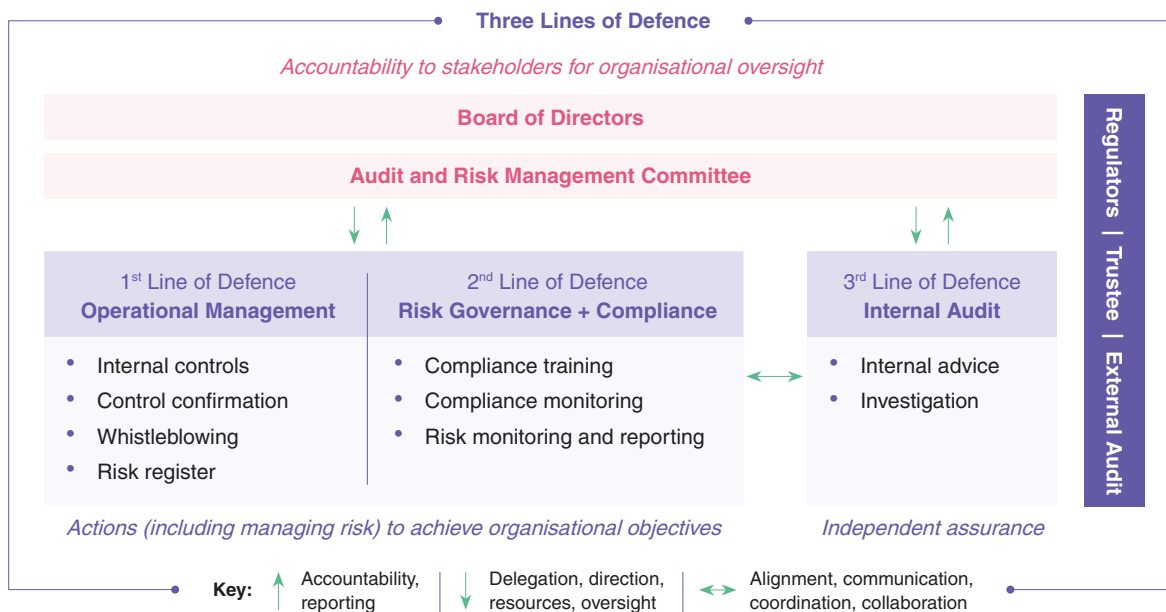 Three Lines of Defence
Accountability to stakeholders for organisational oversight
Board of Directors
Audit and Risk Management Committee
1st Line of Defence
Operational Management
• Internal controls
• Control confirmation
• Whistleblowing
• Risk register
2nd Line of Defence
Risk Governance + Compliance
• Compliance training
• Compliance monitoring
• Risk monitoring and reporting
Actions (including managing risk) to achieve organisational objectives
3rd Line of Defence
Internal Audit
• Internal advice
• Investigation
Independent assurance
Regulators | Trustee | External Audit
Key:
Accountability,
reporting
Delegation, direction,
resources, oversight
Alignment, communication,
coordination, collaboration